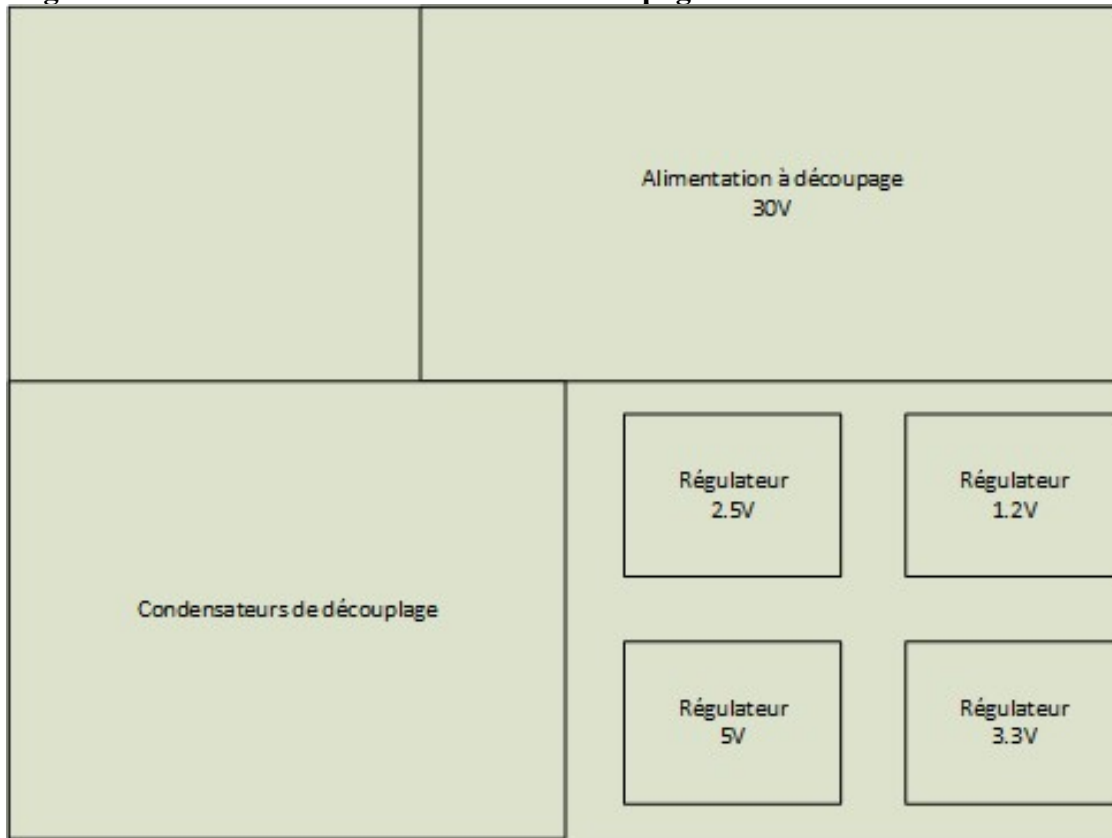 Alimentation à découpage
30V
Régulateur
2.5V
Régulateur
1.2V
Condensateurs de découplage
Régulateur
5V
Régulateur
3.3V